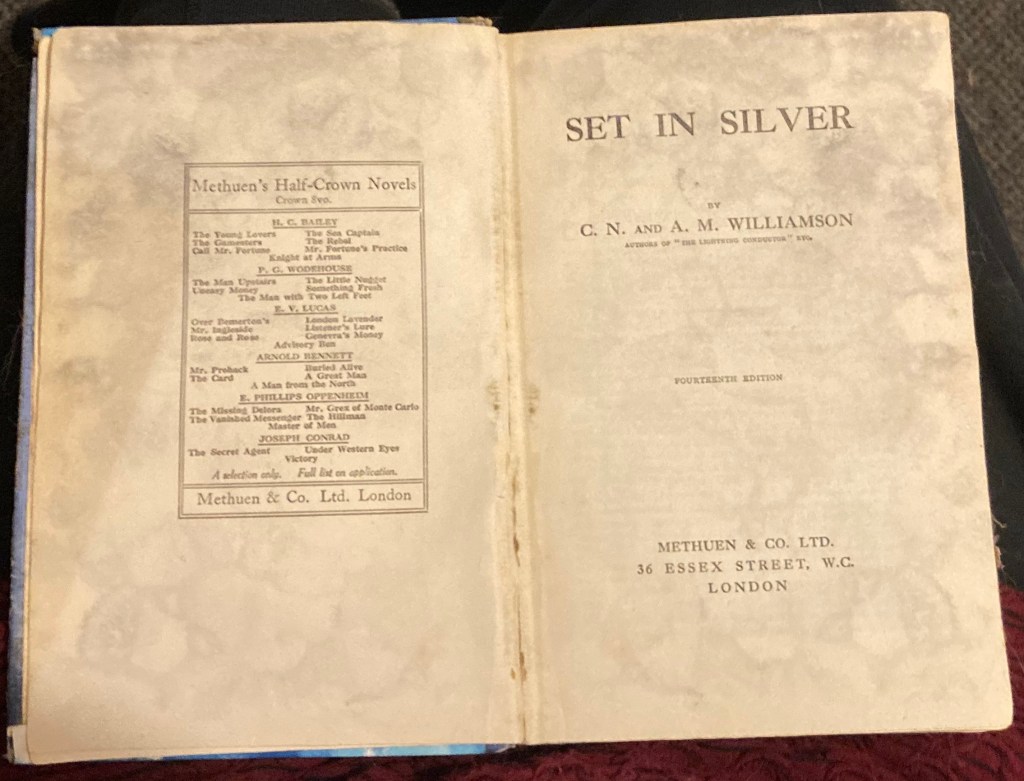 Methuen's Half-Crown Novels
Crown 8vo.
H. C. BAILEY
The Young Lovers The Sea Captain
The Gamesters The Rebel
Call Mr. Fortune Mr. Fortune's Practice
Knight at Arms
P. G. WODEHOUSE
The Man Upstairs The Little Nugget
Uneasy Money Something Fresh
The Man with Two Left Feet
E. V. LUCAS
Over Bemerton's London Lavender
Mr. Ingleside Listener's Lure
Rose and Rose Genevra's Money
Advisory Ben
ARNOLD BENNETT
Mr. Prohack Buried Alive
The Card A Great Man
A Man from the North
E. PHILLIPS OPPENHEIM
The Missing Delora Mr. Grex of Monte Carlo
The Vanished Messenger The Hillman
Master of Men
JOSEPH CONRAD
The Secret Agent Under Western Eyes
Victory
A selection only. Full list on application.
Methuen & Co. Ltd. London
SET IN SILVER
BY
C. N. AND A. M. WILLIAMSON
AUTHORS OF "THE LIGHTNING CONDUCTOR" ETC.
FOURTEENTH EDITION
METHUEN & CO. LTD.
36 ESSEX STREET, W.C.
LONDON